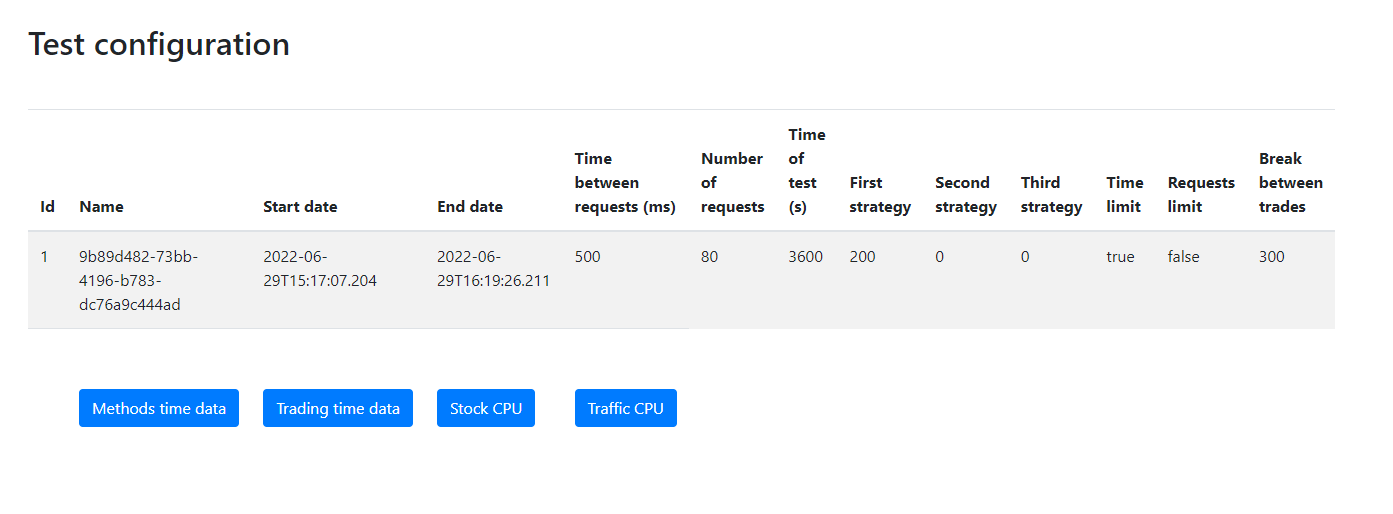 Test configuration
Id Name Start date End date Time between requests (ms) Number of requests Time of test (s) First strategy Second strategy Third strategy Time limit Requests limit Break between trades
1 9b89d482-73bb-4196-b783-dc76a9c444ad 2022-06-29T15:17:07.204 2022-06-29T16:19:26.211 500 80 3600 200 0 0 true false 300
Methods time data Trading time data Stock CPU Traffic CPU